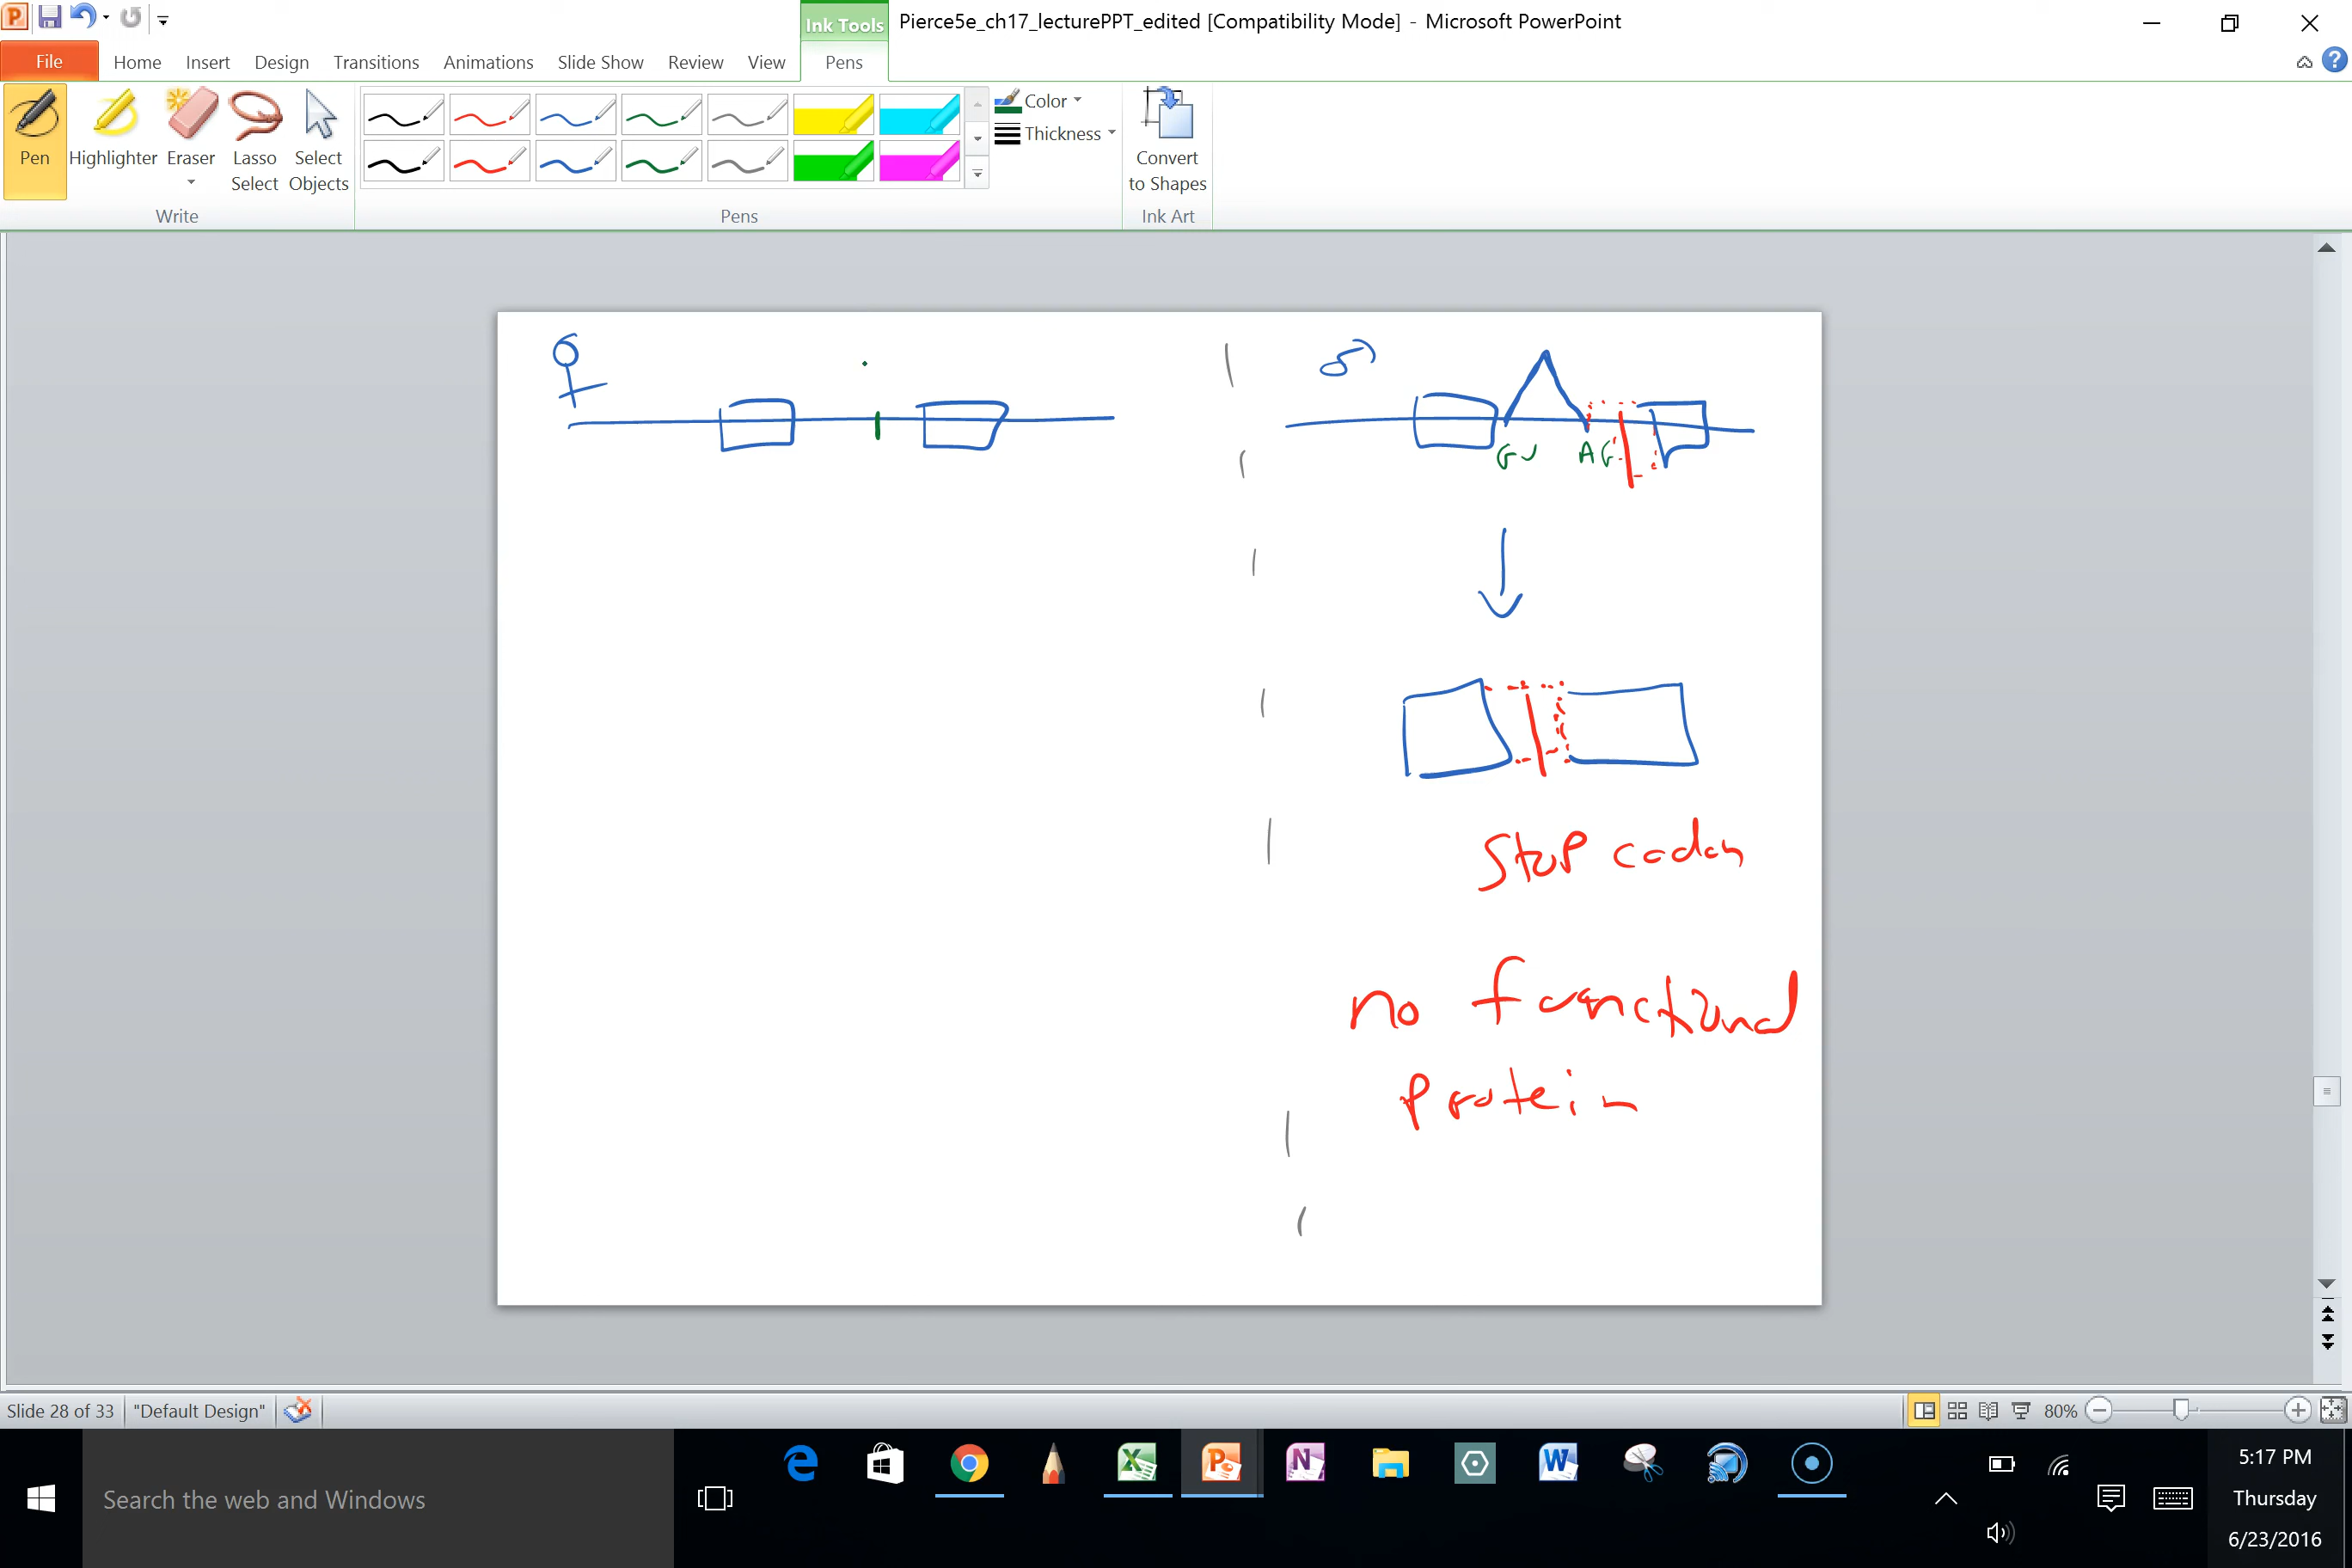 Ink Tools
Pierce5e_ch17_lecturePPT_edited [Compatibility Mode] - Microsoft PowerPoint
File Home Insert Design Transitions Animations Slide Show Review View Pens
Pen Highlighter Eraser Lasso Select Select Objects
Color
Thickness
Convert to Shapes
Write Pens Ink Art
GU AG
Stop codon
no functional
protein
Slide 28 of 33 "Default Design" 80%
Search the web and Windows
5:17 PM
Thursday
6/23/2016